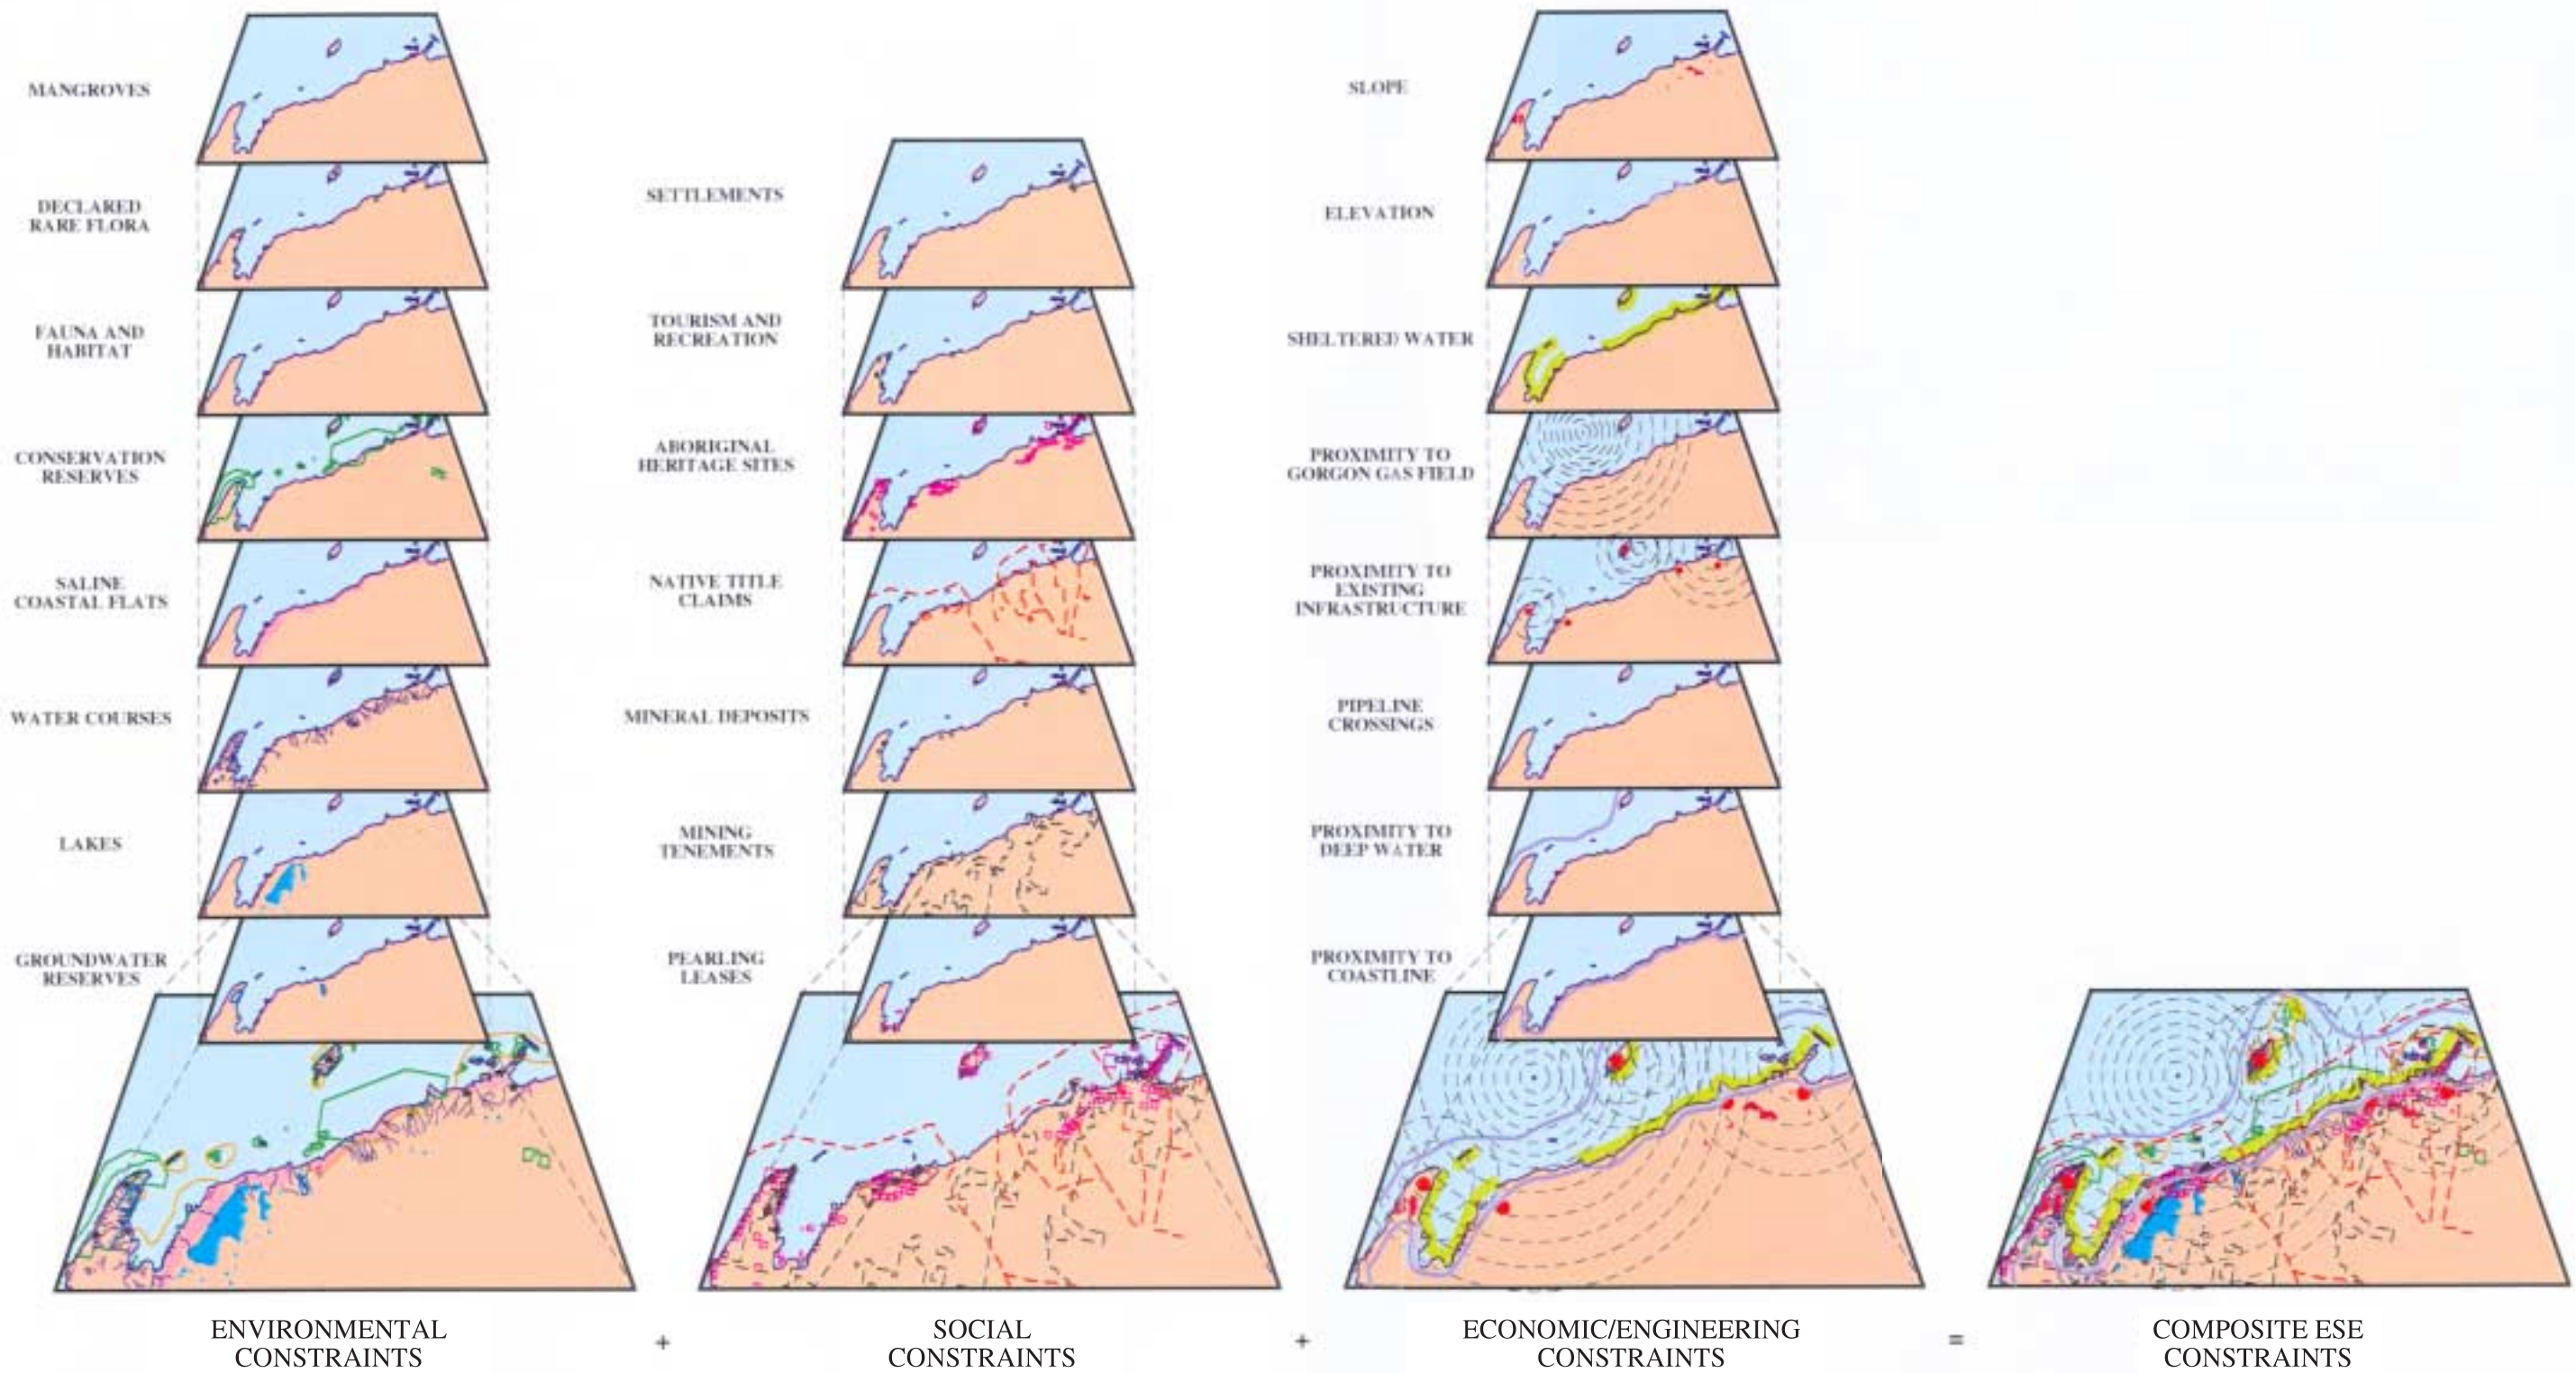 MANGROVES
DECLARED
RARE FLORA
FAUNA AND
HABITAT
CONSERVATION
RESERVES
SALINE
COASTAL FLATS
WATER COURSES
LAKES
GROUNDWATER
RESERVES
ENVIRONMENTAL
CONSTRAINTS
+
SETTLEMENTS
TOURISM AND
RECREATION
ABORIGINAL
HERITAGE SITES
NATIVE TITLE
CLAIMS
MINERAL DEPOSITS
MINING
TENEMENTS
PEARLING
LEASES
SOCIAL
CONSTRAINTS
+
SLOPE
ELEVATION
SHELTERED WATER
PROXIMITY TO
GORGON GAS FIELD
PROXIMITY TO
EXISTING
INFRASTRUCTURE
PIPELINE
CROSSINGS
PROXIMITY TO
DEEP WATER
PROXIMITY TO
COASTLINE
ECONOMIC/ENGINEERING
CONSTRAINTS
=
COMPOSITE ESE
CONSTRAINTS